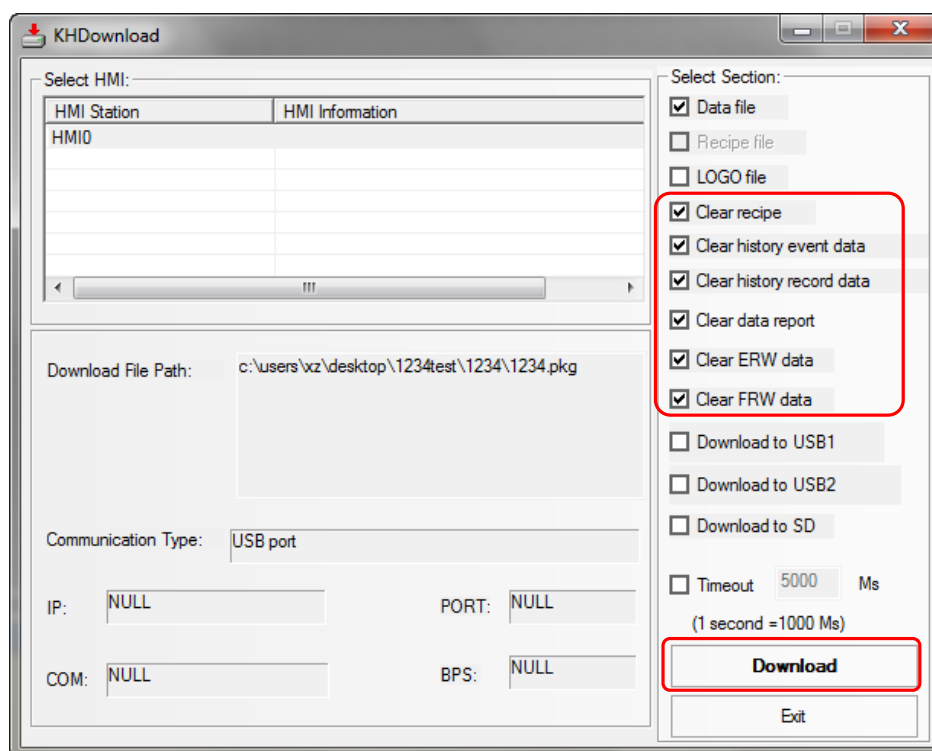 KHDownload
Select HMI:
HMI Station HMI Information
HMI0
Download File Path: c:\users\xz\desktop\1234test\1234\1234.pkg
Communication Type: USB port
IP: NULL PORT: NULL
COM: NULL BPS: NULL
Select Section:
Data file
Recipe file
LOGO file
Clear recipe
Clear history event data
Clear history record data
Clear data report
Clear ERW data
Clear FRW data
Download to USB1
Download to USB2
Download to SD
Timeout 5000 Ms
(1 second =1000 Ms)
Download
Exit